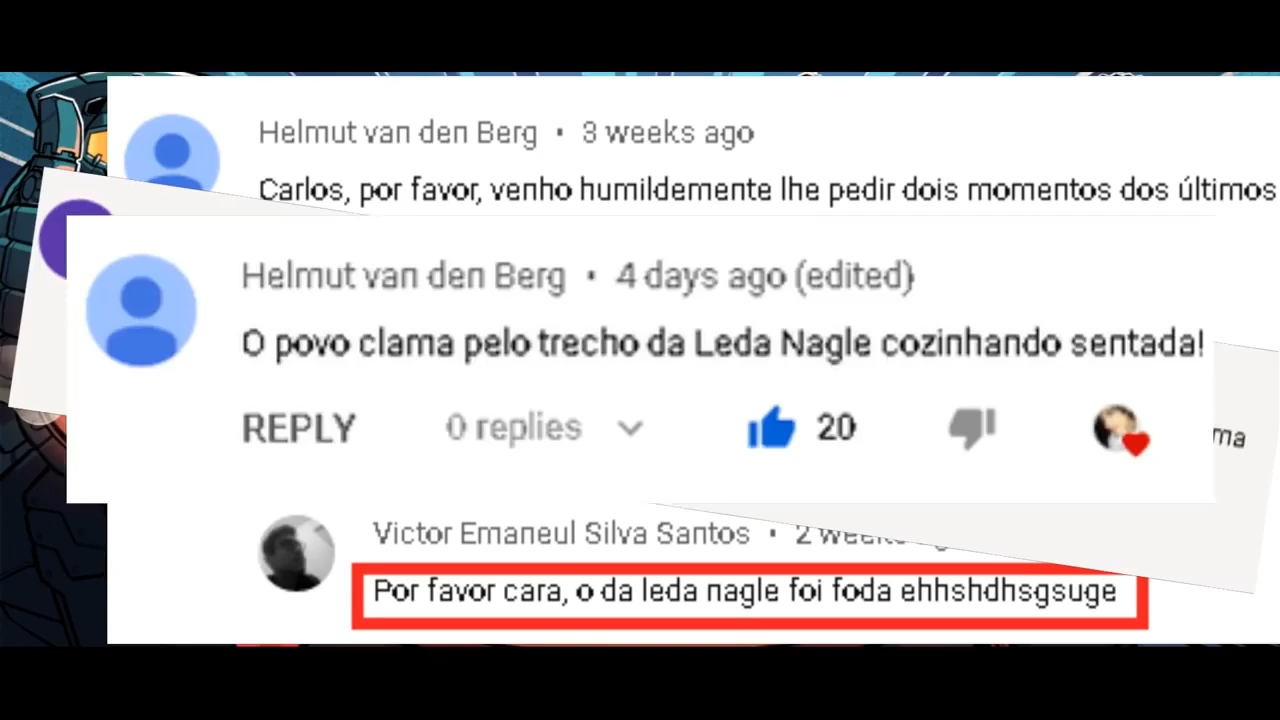 Helmut van den Berg • 3 weeks ago
Carlos, por favor, venho humildemente lhe pedir dois momentos dos últimos
Helmut van den Berg • 4 days ago (edited)
O povo clama pelo trecho da Leda Nagle cozinhando sentada!
REPLY 0 replies 20
ma
Victor Emaneul Silva Santos • 2
Por favor cara, o da leda nagle foi foda ehhshdhsgsuge